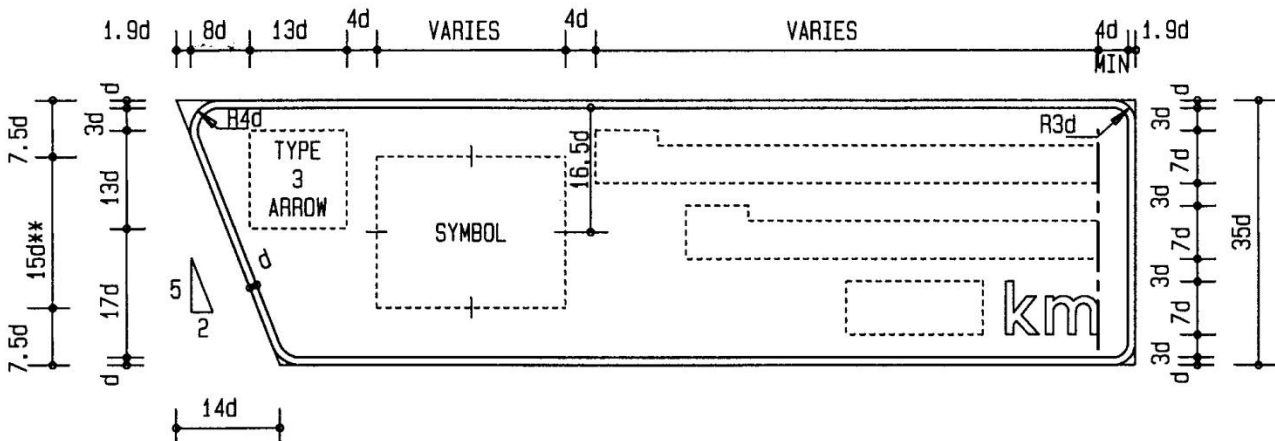 1.9d 8d 13d 4d VARIES 4d VARIES 4d 1.9d
MIN
7.5d
15d**
7.5d
d
3d
13d
17d
d
R4d
TYPE
3
ARROW
SYMBOL
16.5d
R3d
d
5
2
km
d
3d
7d
3d
7d
3d
7d
3d
d
35d
14d